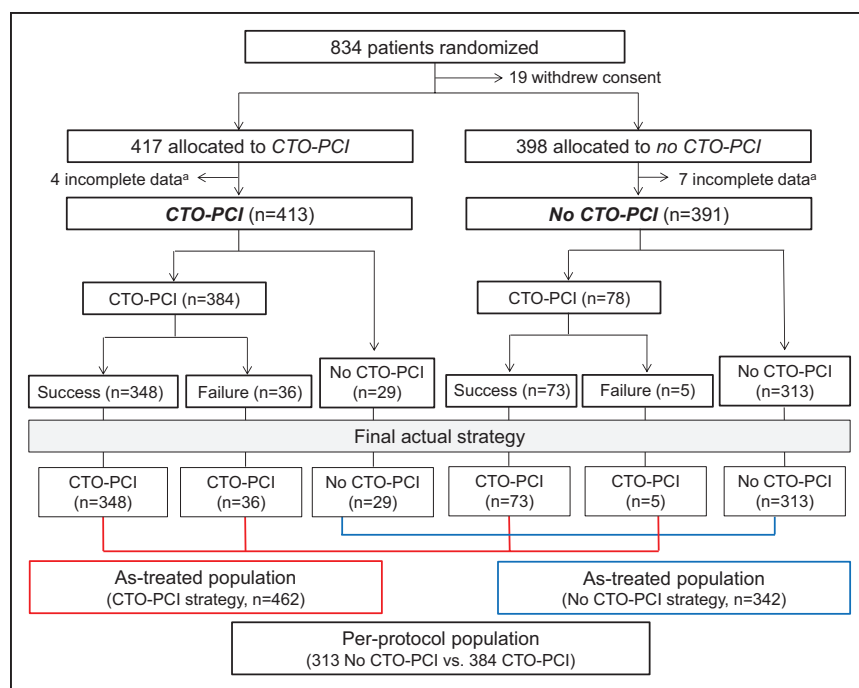 834 patients randomized
19 withdrew consent
417 allocated to CTO-PCI
398 allocated to no CTO-PCI
4 incomplete dataᵃ
7 incomplete dataᵃ
CTO-PCI (n=413)
No CTO-PCI (n=391)
CTO-PCI (n=384)
CTO-PCI (n=78)
Success (n=348)
Failure (n=36)
No CTO-PCI
(n=29)
Success (n=73)
Failure (n=5)
No CTO-PCI
(n=313)
Final actual strategy
CTO-PCI
(n=348)
CTO-PCI
(n=36)
No CTO-PCI
(n=29)
CTO-PCI
(n=73)
CTO-PCI
(n=5)
No CTO-PCI
(n=313)
As-treated population
(CTO-PCI strategy, n=462)
As-treated population
(No CTO-PCI strategy, n=342)
Per-protocol population
(313 No CTO-PCI vs. 384 CTO-PCI)